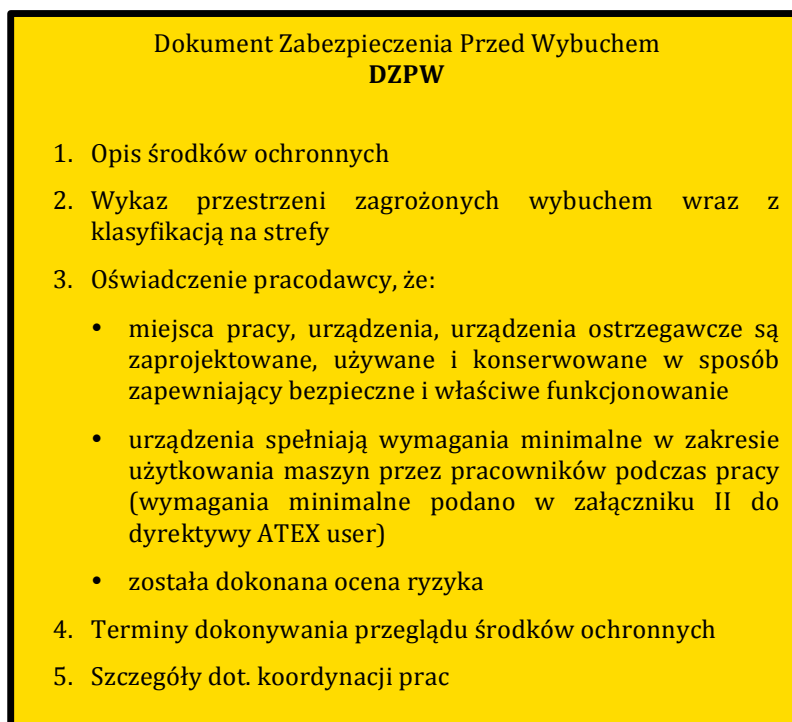 Dokument Zabezpieczenia Przed Wybuchem
DZPW
1. Opis środków ochronnych
2. Wykaz przestrzeni zagrożonych wybuchem wraz z
klasyfikacją na strefy
3. Oświadczenie pracodawcy, że:
• miejsca pracy, urządzenia, urządzenia ostrzegawcze są
zaprojektowane, używane i konserwowane w sposób
zapewniający bezpieczne i właściwe funkcjonowanie
• urządzenia spełniają wymagania minimalne w zakresie
użytkowania maszyn przez pracowników podczas pracy
(wymagania minimalne podano w załączniku II do
dyrektywy ATEX user)
• została dokonana ocena ryzyka
4. Terminy dokonywania przeglądu środków ochronnych
5. Szczegóły dot. koordynacji prac